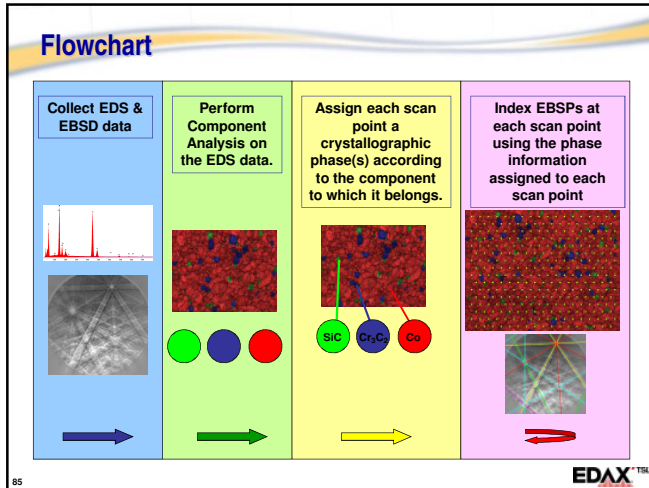 Flowchart
Collect EDS &
EBSD data
Perform
Component
Analysis on
the EDS data.
Assign each scan
point a
crystallographic
phase(s) according
to the component
to which it belongs.
SiC
Cr₃C₂
Co
Index EBSPs at
each scan point
using the phase
information
assigned to each
scan point
85
EDAX TSL